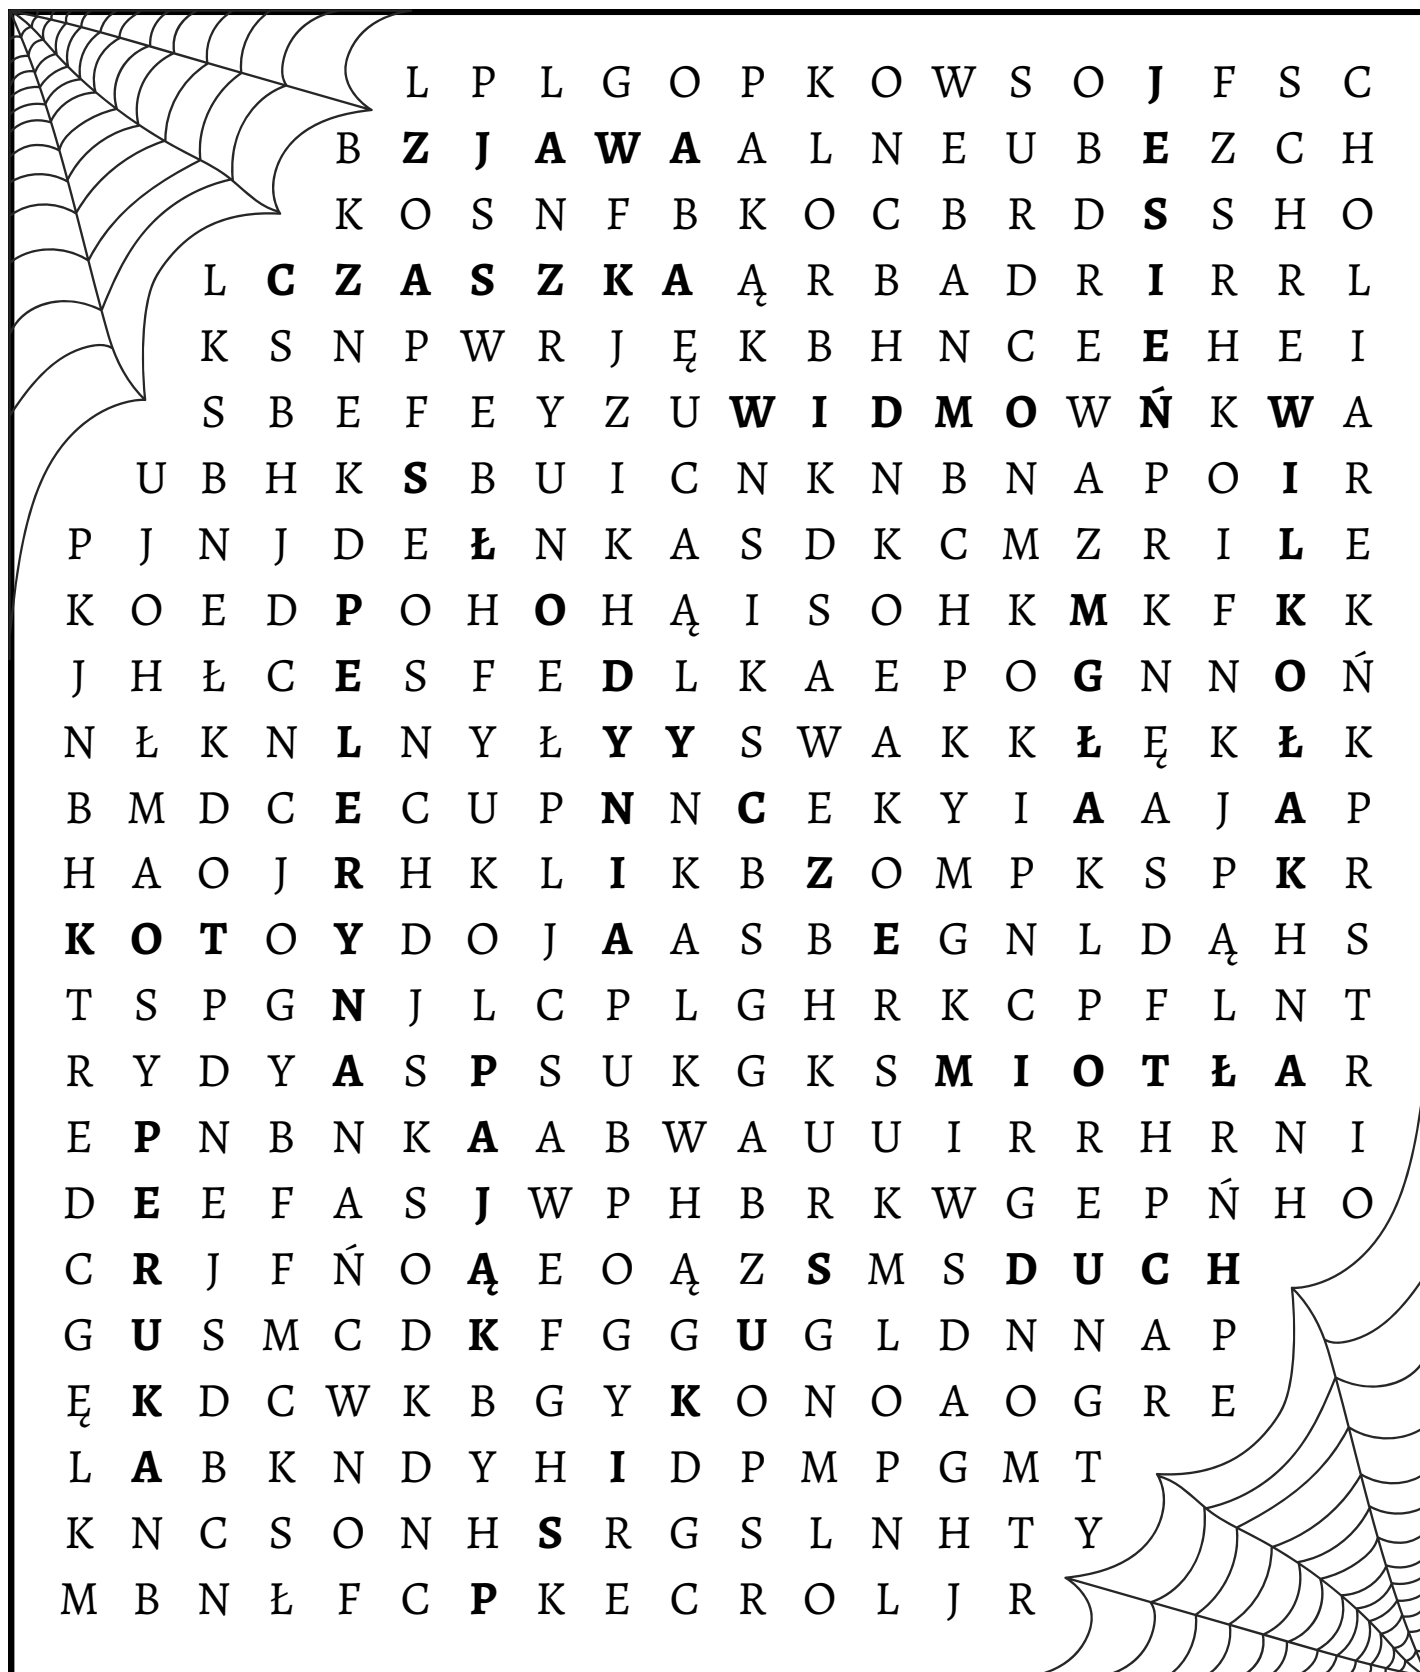 L P L G O P K O W S O J F S C
B Z J A W A A L N E U B E Z C H
K O S N F B K O C B R D S S H O
L C Z A S Z K A Ą R B A D R I R R L
K S N P W R J Ę K B H N C E E H E I
S B E F E Y Z U W I D M O W Ń K W A
U B H K S B U I C N K N B N A P O I R
P J N J D E Ł N K A S D K C M Z R I L E
K O E D P O H O H Ą I S O H K M K F K K
J H Ł C E S F E D L K A E P O G N N O Ń
N Ł K N L N Y Ł Y Y S W A K K Ł Ę K Ł K
B M D C E C U P N N C E K Y I A A J A P
H A O J R H K L I K B Z O M P K S P K R
K O T O Y D O J A A S B E G N L D Ą H S
T S P G N J L C P L G H R K C P F L N T
R Y D Y A S P S U K G K S M I O T Ł A R
E P N B N K A A B W A U U I R R H R N I
D E E F A S J W P H B R K W G E P Ń H O
C R J F Ń O Ą E O Ą Z S M S D U C H
G U S M C D K F G G U G L D N N A P
Ę K D C W K B G Y K O N O A O G R E
L A B K N D Y H I D P M P G M T
K N C S O N H S R G S L N H T Y
M B N Ł F C P K E C R O L J R